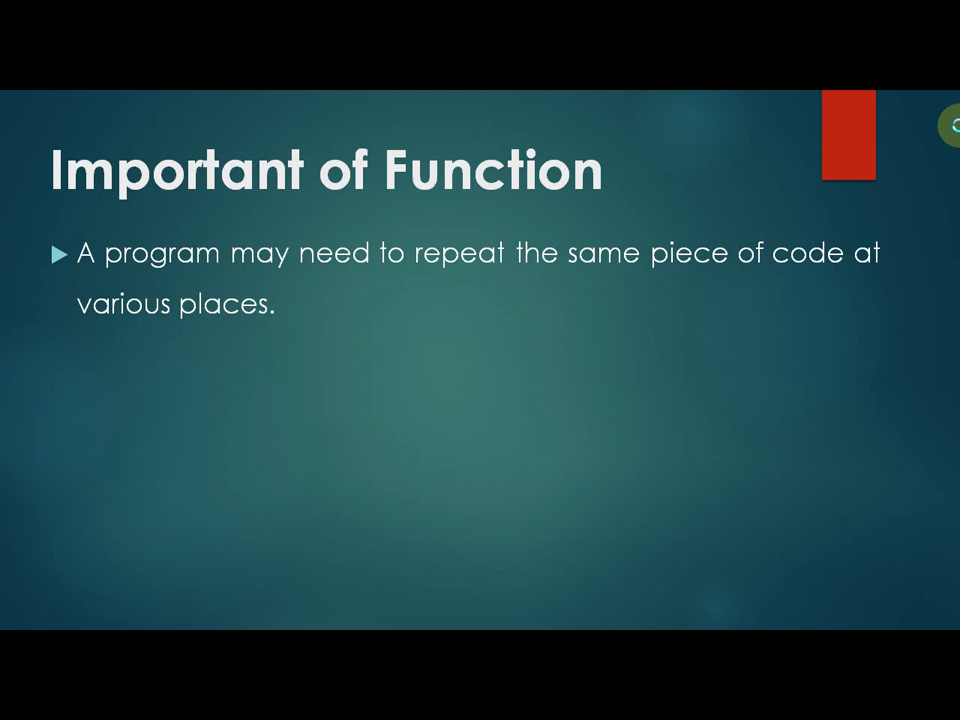 Important of Function
A program may need to repeat the same piece of code at
various places.